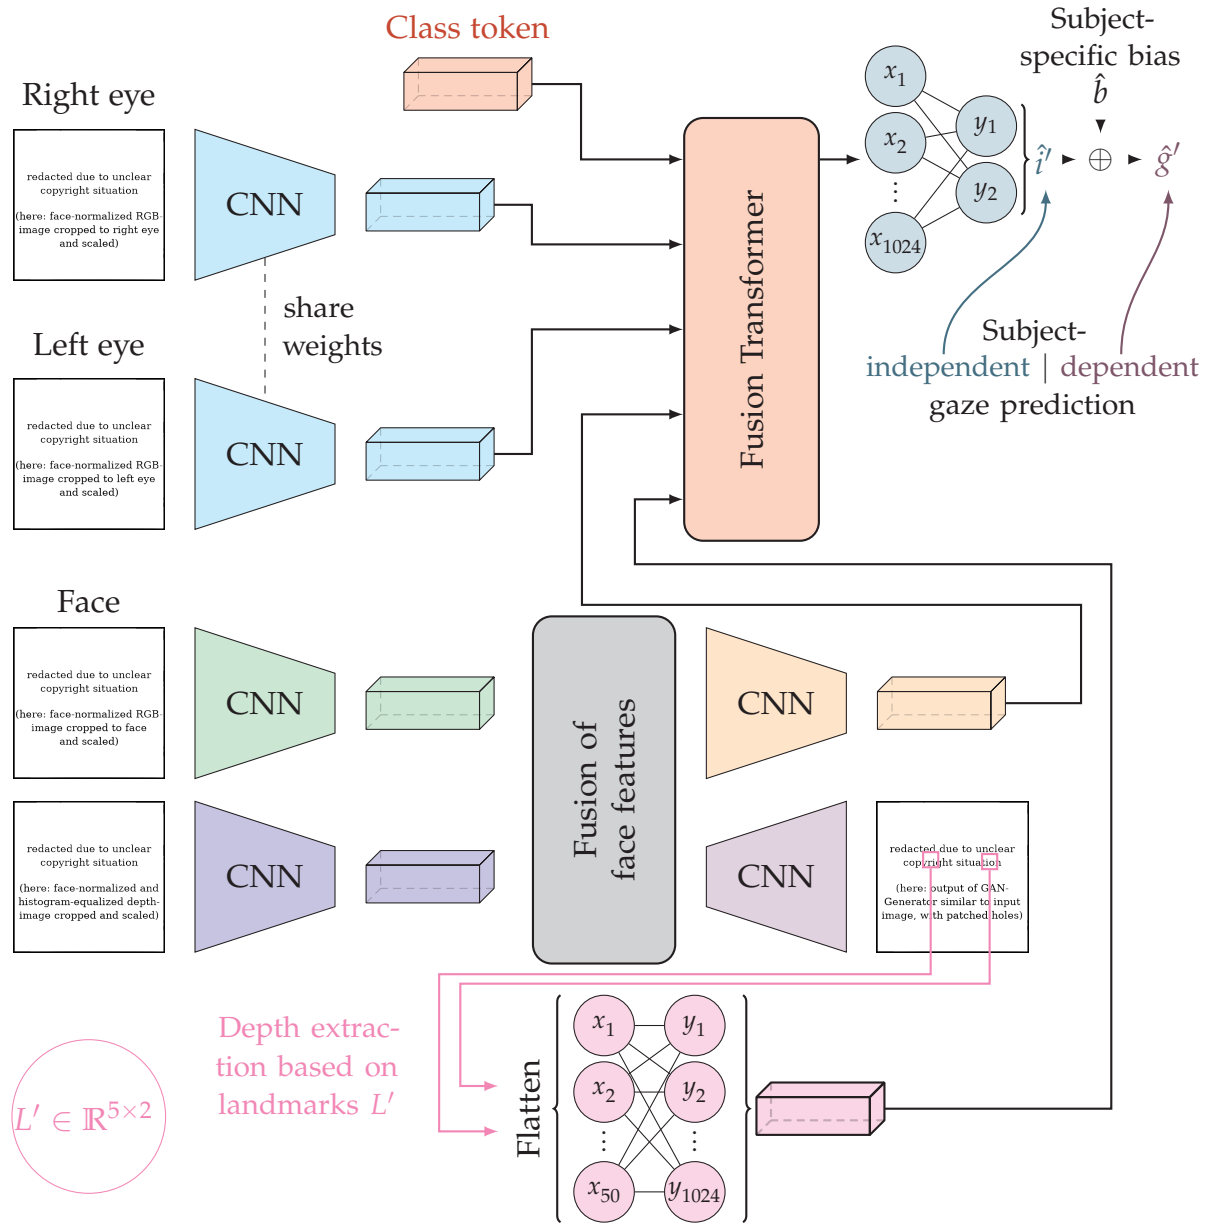 Class token
Subject-
specific bias
b̂
Right eye
redacted due to unclear
copyright situation
(here: face-normalized RGB-
image cropped to right eye
and scaled)
CNN
share
weights
Left eye
redacted due to unclear
copyright situation
(here: face-normalized RGB-
image cropped to left eye
and scaled)
CNN
Fusion Transformer
x₁
x₂
⋮
x₁₀₂₄
y₁
y₂
î′
⊕
ĝ′
Subject-
independent | dependent
gaze prediction
Face
redacted due to unclear
copyright situation
(here: face-normalized RGB-
image cropped to face
and scaled)
CNN
redacted due to unclear
copyright situation
(here: face-normalized and
histogram-equalized depth-
image cropped and scaled)
CNN
Fusion of
face features
CNN
CNN
redacted due to unclear
copyright situation
(here: output of GAN-
Generator similar to input
image, with patched holes)
L′ ∈ ℝ⁵ˣ²
Depth extrac-
tion based on
landmarks L′
Flatten
x₁
x₂
⋮
x₅₀
y₁
y₂
⋮
y₁₀₂₄